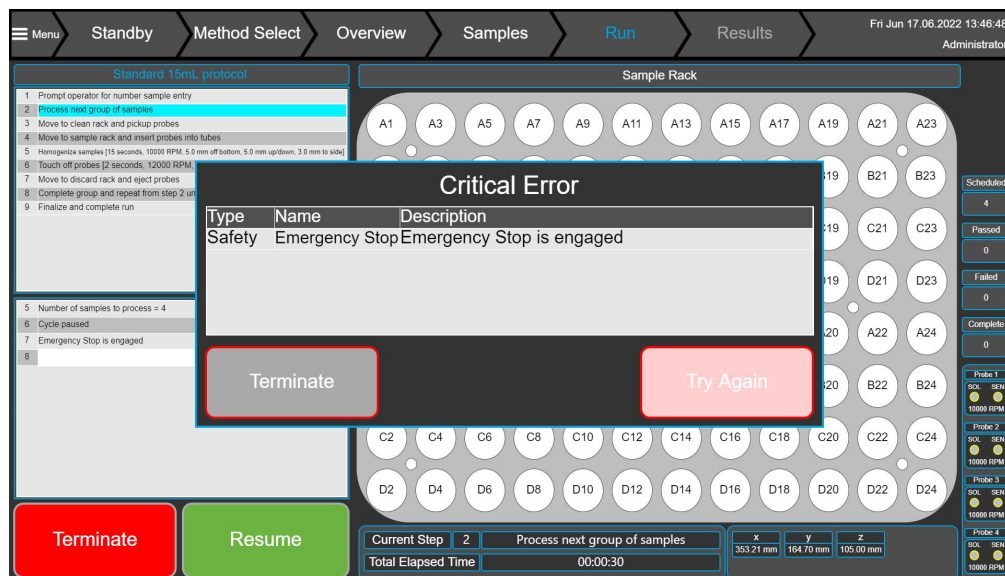 Menu
Standby
Method Select
Overview
Samples
Run
Results
Fri Jun 17.06.2022 13:46:48
Administrator
Standard 15mL protocol
1 Prompt operator for number sample entry
2 Process next group of samples
3 Move to clean rack and pickup probes
4 Move to sample rack and insert probes into tubes
5 Homogenize samples [15 seconds, 10000 RPM, 5.0 mm off bottom, 5.0 mm up/down, 3.0 mm to side]
6 Touch off probes [2 seconds, 12000 RPM,
7 Move to discard rack and eject probes
8 Complete group and repeat from step 2 un
9 Finalize and complete run
5 Number of samples to process = 4
6 Cycle paused
7 Emergency Stop is engaged
8
Terminate
Resume
Sample Rack
A1 A3 A5 A7 A9 A11 A13 A15 A17 A19 A21 A23
B21 B23
C21 C23
D21 D23
A22 A24
B22 B24
C2 C4 C6 C8 C10 C12 C14 C16 C18 C20 C22 C24
D2 D4 D6 D8 D10 D12 D14 D16 D18 D20 D22 D24
Critical Error
Type Name Description
Safety Emergency Stop Emergency Stop is engaged
Terminate
Try Again
Current Step 2 Process next group of samples
Total Elapsed Time 00:00:30
x y z
353.21 mm 164.70 mm 105.00 mm
Scheduled
4
Passed
0
Failed
0
Complete
0
Probe 1
SOL SEN
10000 RPM
Probe 2
SOL SEN
10000 RPM
Probe 3
SOL SEN
10000 RPM
Probe 4
SOL SEN
10000 RPM